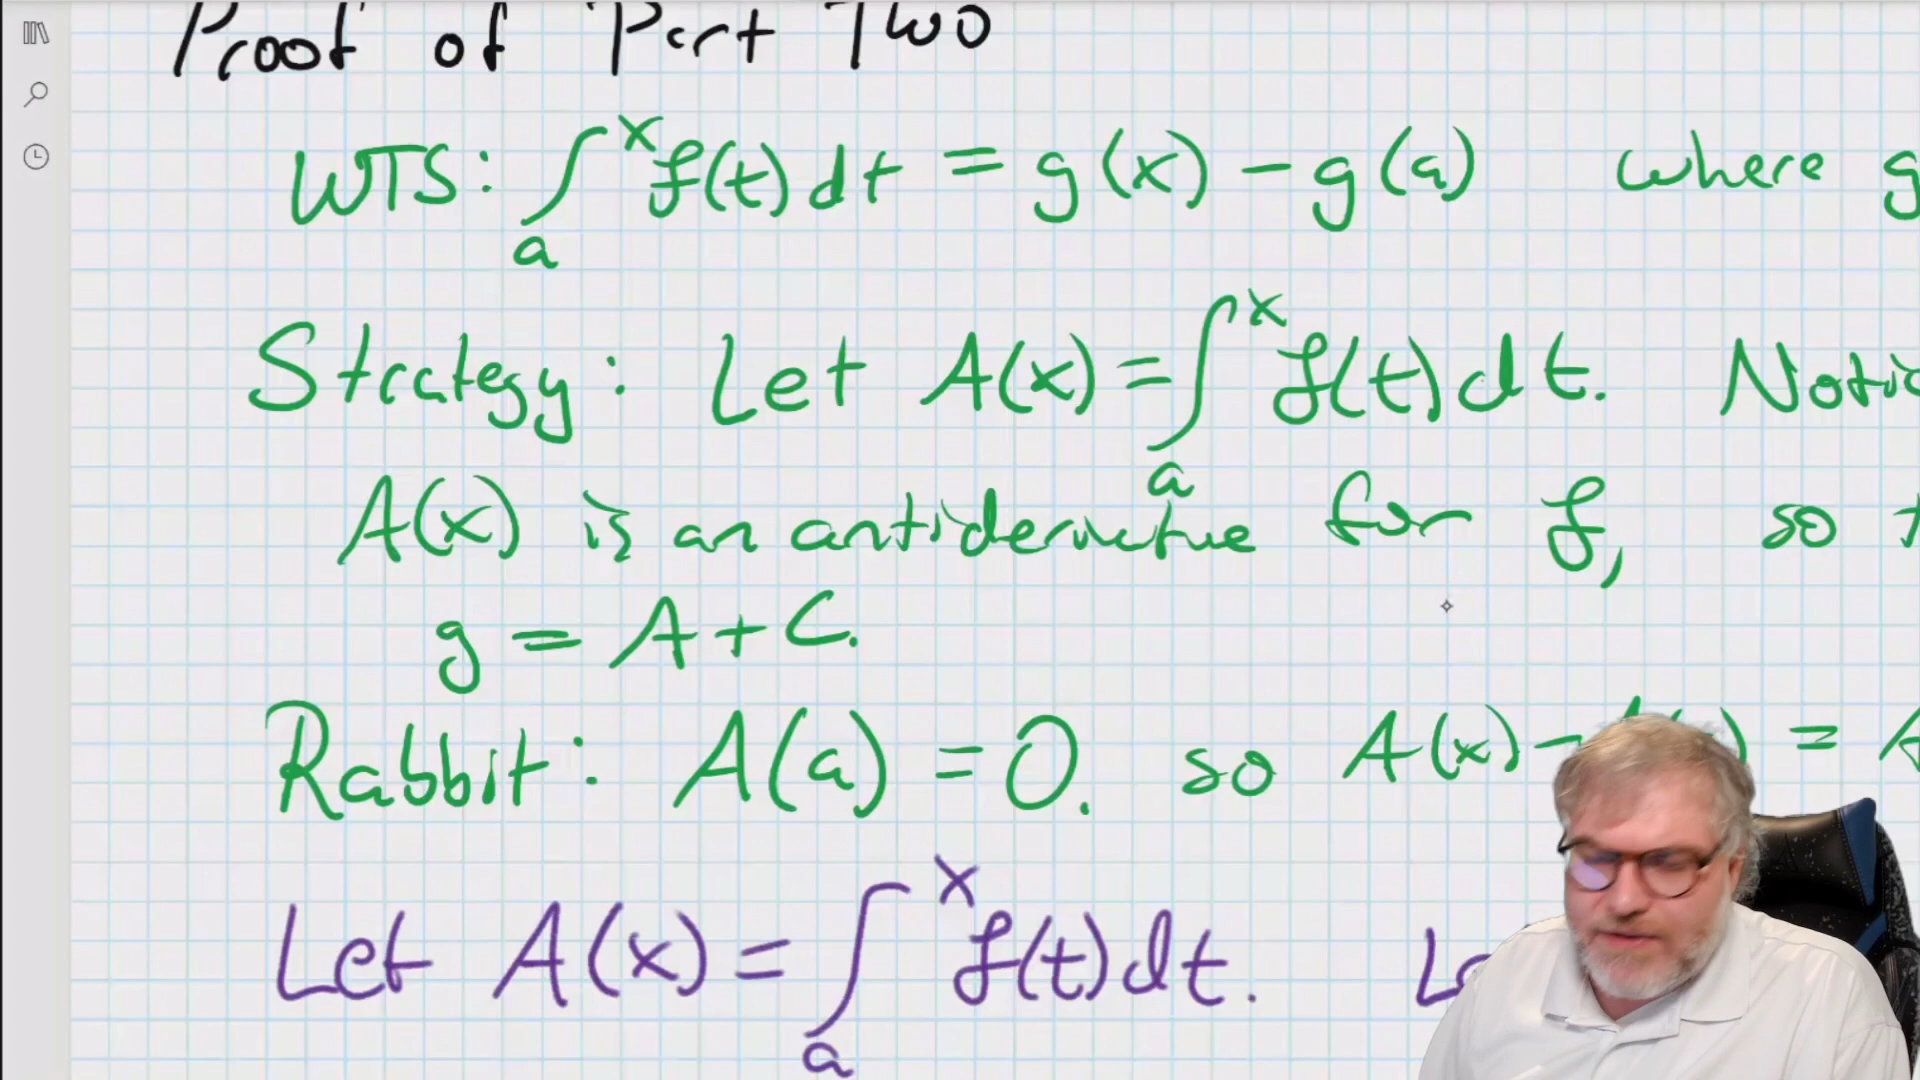 Proof of Part Two
WTS: ∫ₐˣ f(t) dt = g(x) - g(a) where g
Strategy: Let A(x) = ∫ₐˣ f(t) dt. Notic
A(x) is an antiderivative for f, so
g = A + C.
Rabbit: A(a) = 0. so A(x) - =
Let A(x) = ∫ₐˣ f(t) dt.